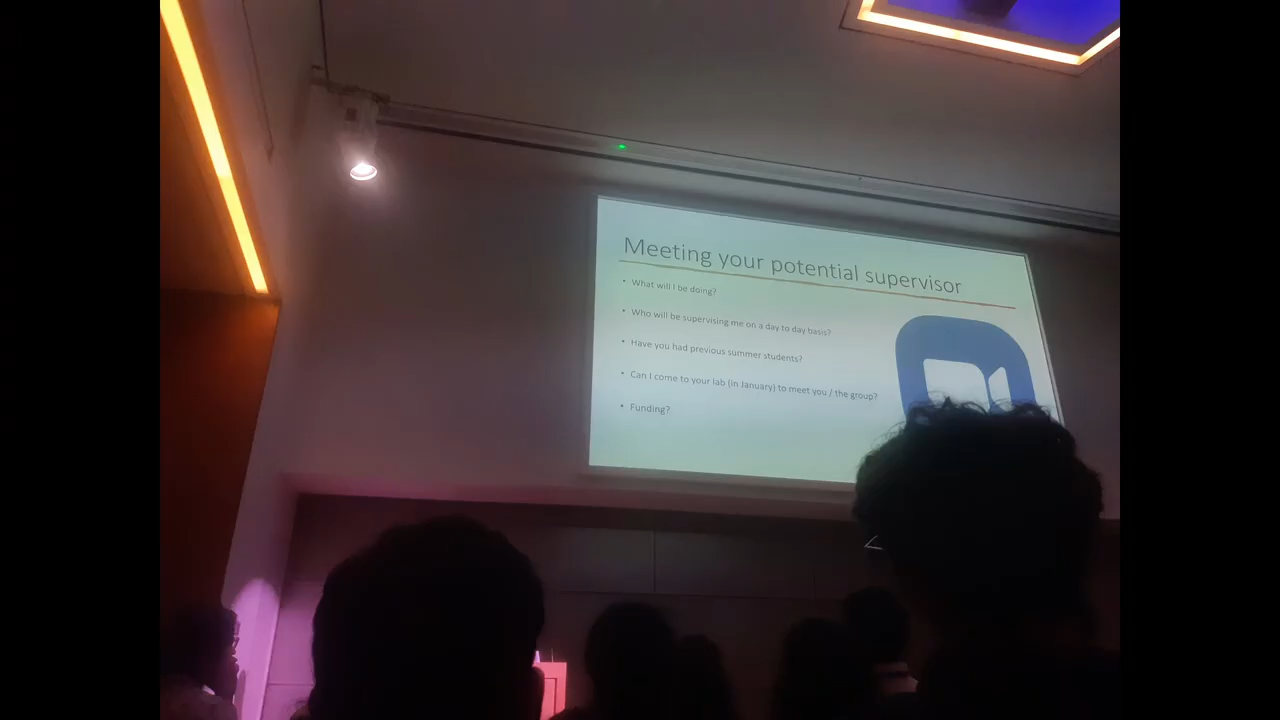 Meeting your potential supervisor
• What will I be doing?
• Who will be supervising me on a day to day basis?
• Have you had previous summer students?
• Can I come to your lab (in January) to meet you / the group?
• Funding?